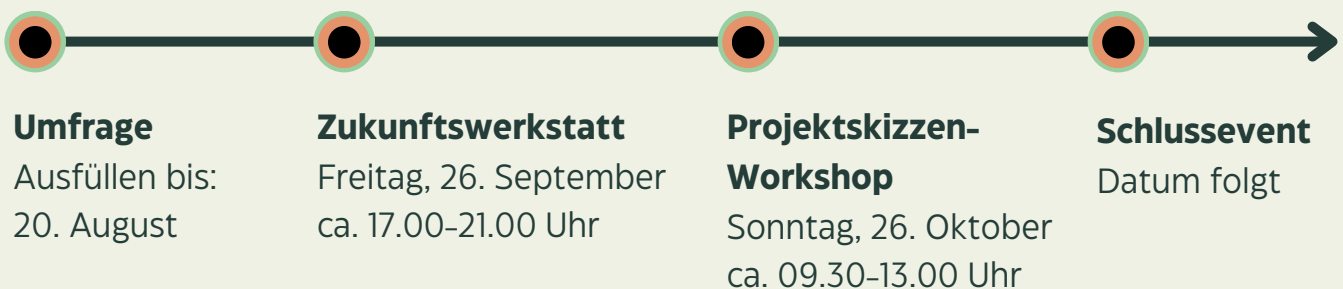 Umfrage
Ausfüllen bis:
20. August
Zukunftswerkstatt
Freitag, 26. September
ca. 17.00-21.00 Uhr
Projektskizzen-
Workshop
Sonntag, 26. Oktober
ca. 09.30-13.00 Uhr
Schlussevent
Datum folgt